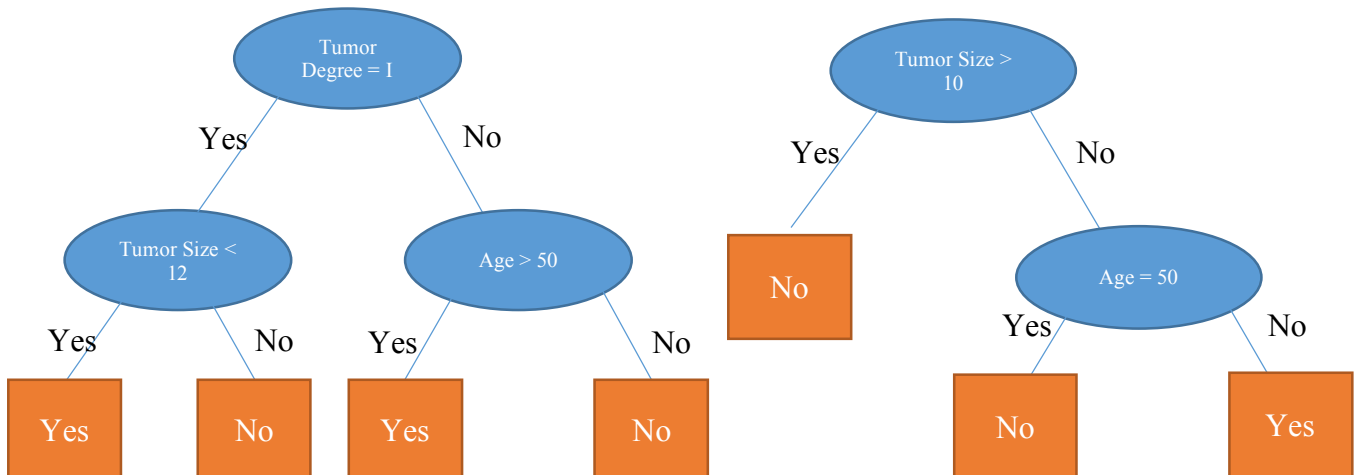 Tumor
Degree = I
Yes
No
Tumor Size <
12
Age > 50
Yes
No
Yes
No
Yes
No
Yes
No
Tumor Size >
10
Yes
No
No
Age = 50
Yes
No
No
Yes